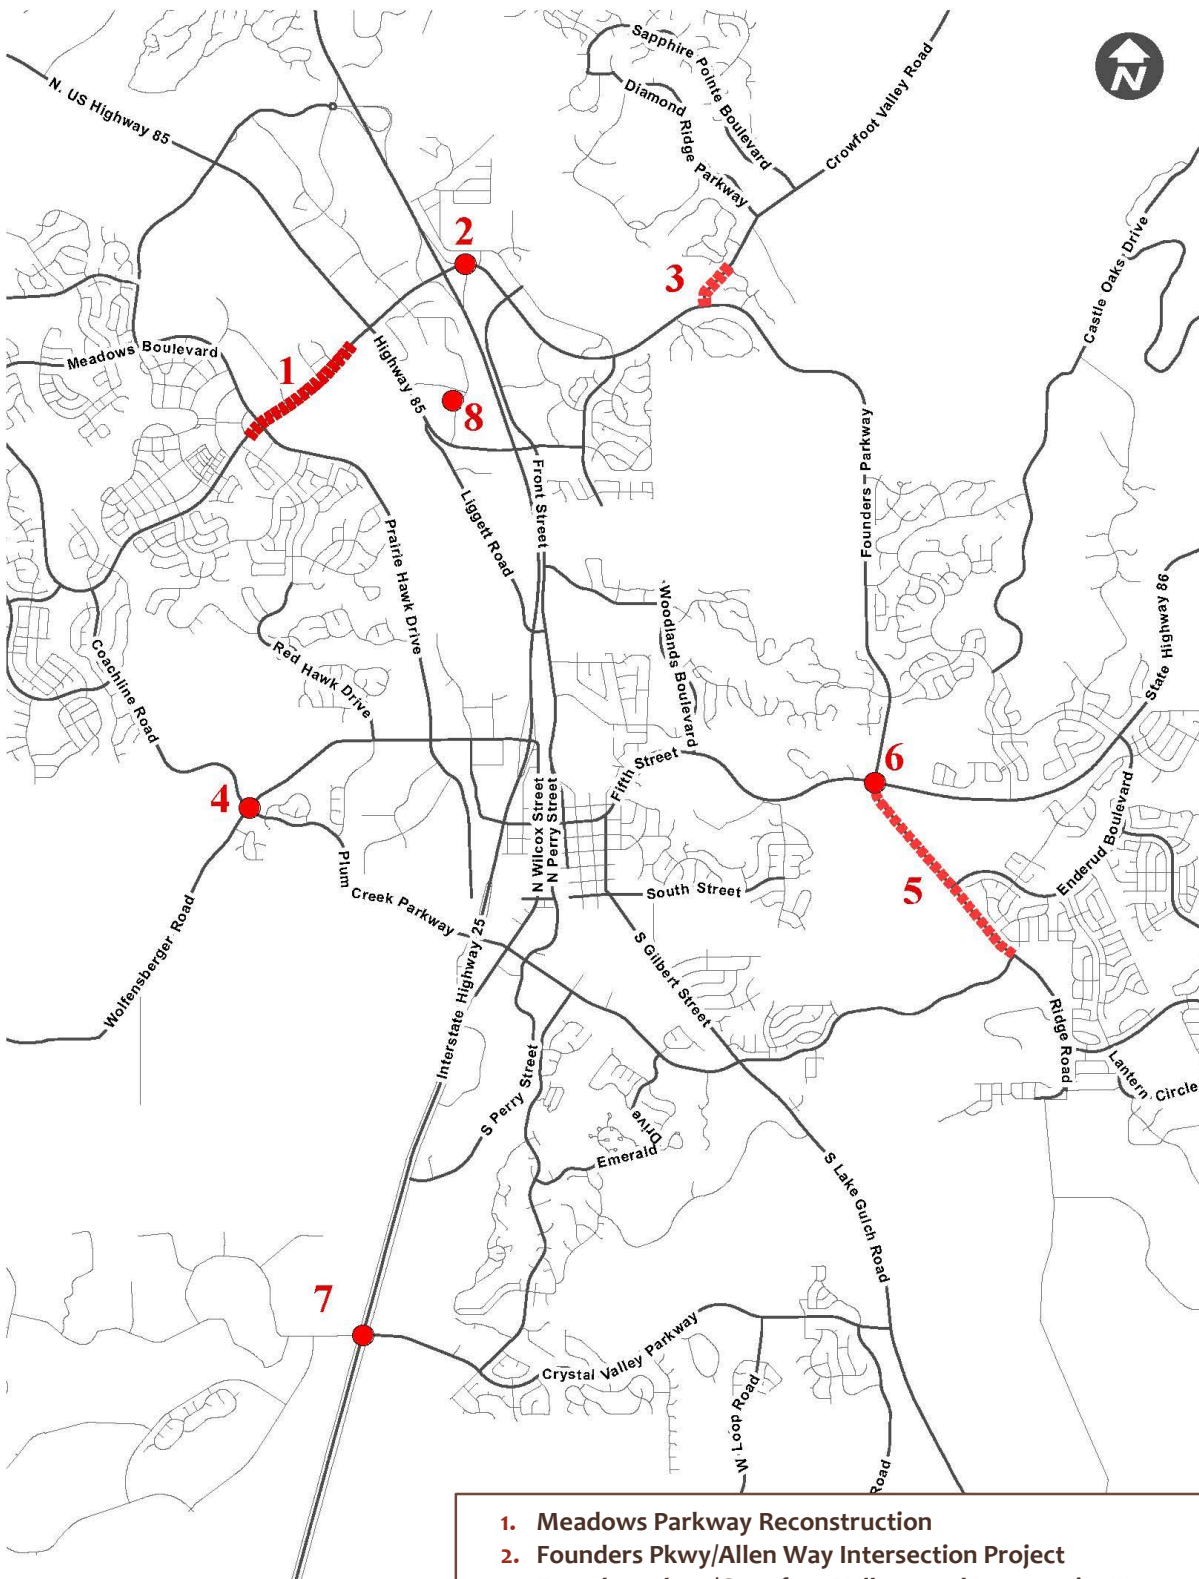 N
Sapphire Pointe Boulevard
Diamond Ridge Parkway
Crowfoot Valley Road
N. US Highway 85
Castle Oaks Drive
2
3
Meadows Boulevard
1
Highway 85
8
Founders Parkway
Front Street
Liggett Road
Prairie Hawk Drive
State Highway 86
Woodlands Boulevard
Red Hawk Drive
Coachline Road
Fifth Street
6
4
N Wilcox Street
N Perry Street
Enderud Boulevard
Plum Creek Parkway
South Street
5
Wolfensberger Road
Interstate Highway 25
S Gilbert Street
Ridge Road
Lantern Circle
S Perry Street
Emerald Drive
S Lake Gulch Road
7
Crystal Valley Parkway
W Loop Road
Road
1. Meadows Parkway Reconstruction
2. Founders Pkwy/Allen Way Intersection Project